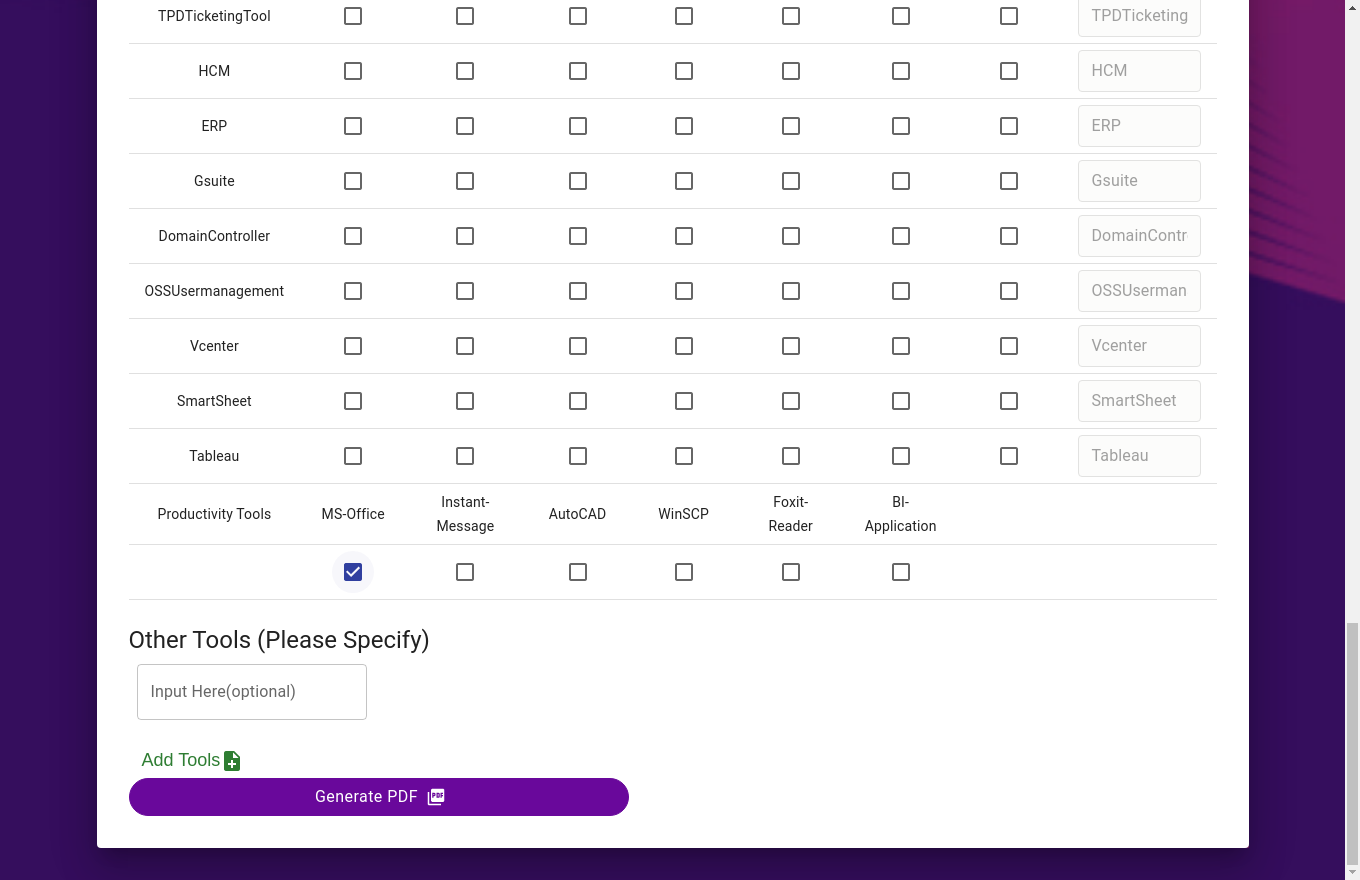 TPDTicketingTool TPDTicketing
HCM HCM
ERP ERP
Gsuite Gsuite
DomainController DomainContr
OSSUsermanagement OSSUserman
Vcenter Vcenter
SmartSheet SmartSheet
Tableau Tableau
Productivity Tools MS-Office Instant-Message AutoCAD WinSCP Foxit-Reader BI-Application
Other Tools (Please Specify)
Input Here(optional)
Add Tools
Generate PDF PDF